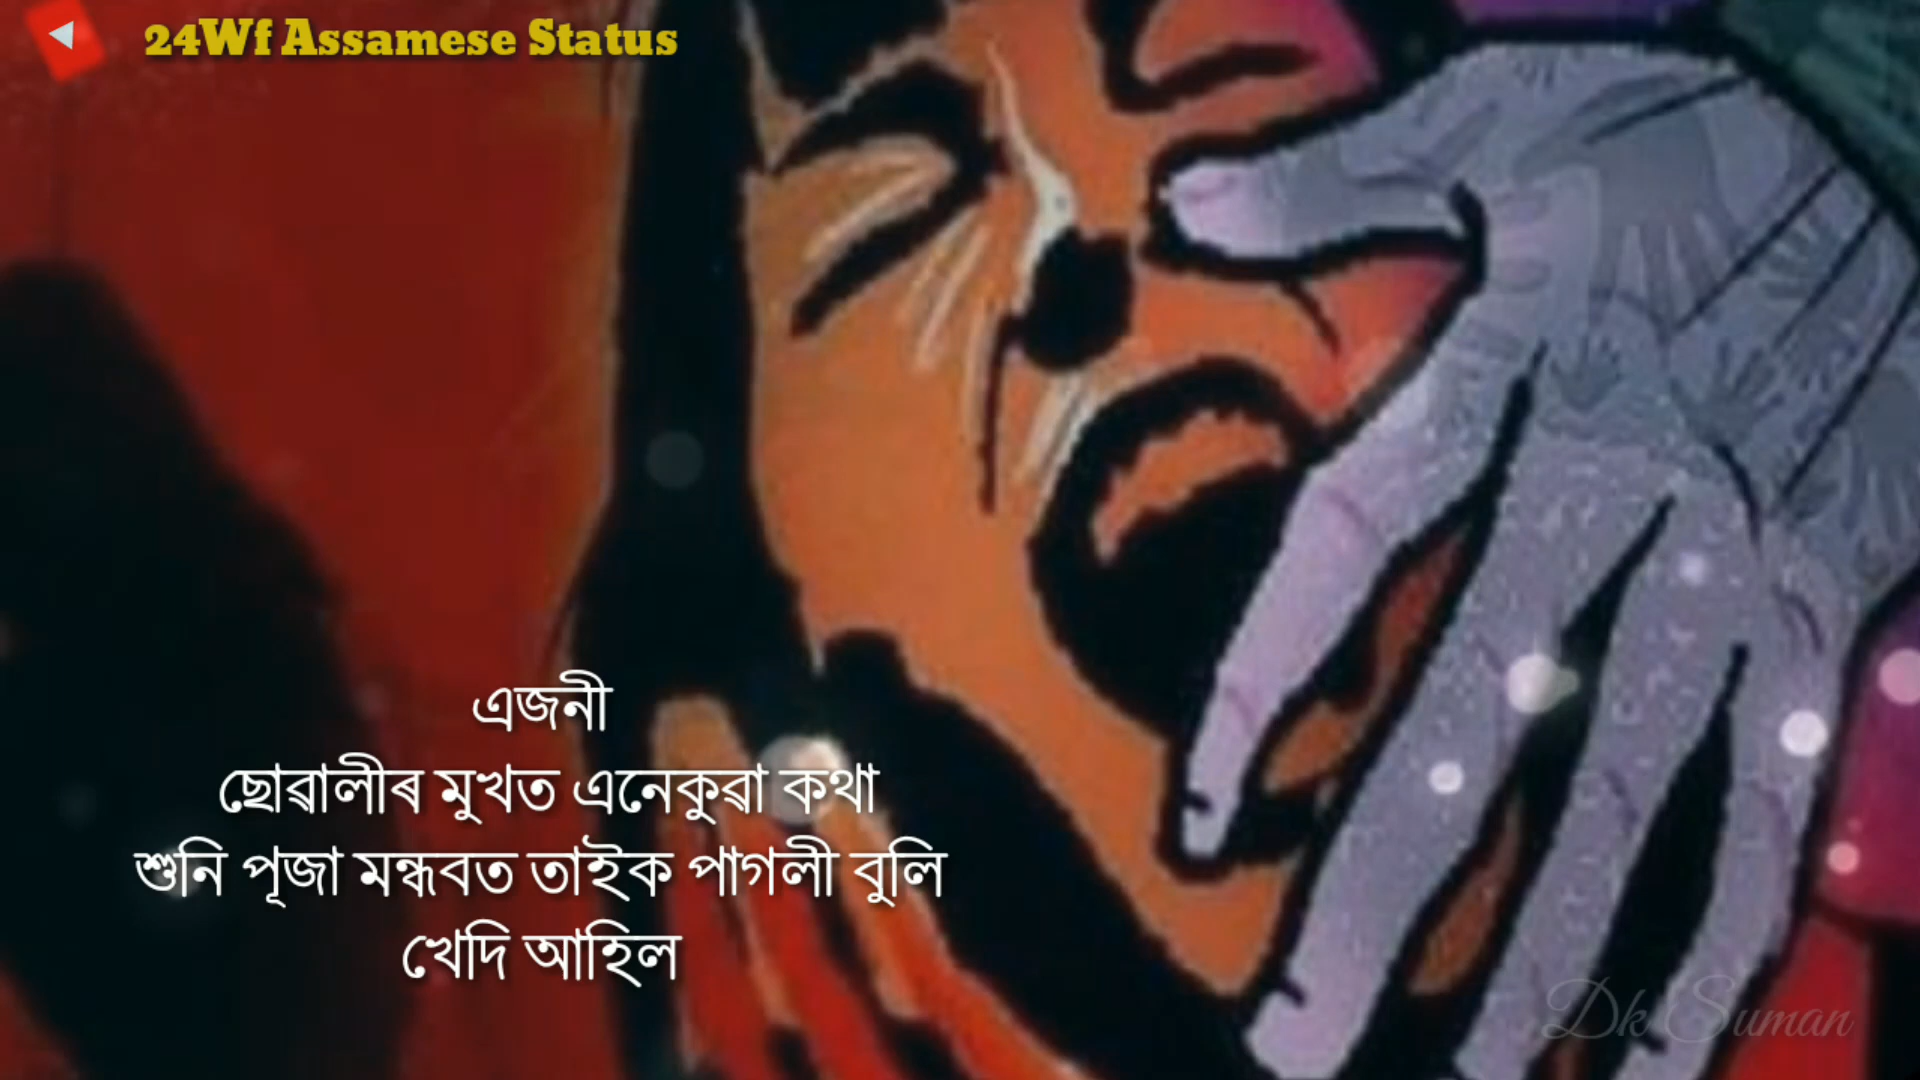 24Wf Assamese Status
এজনী
ছোৱালীৰ মুখত এনেকুৱা কথা
শুনি পূজা মন্ধবত তাইক পাগলী বুলি
খেদি আহিল
Dk Suman